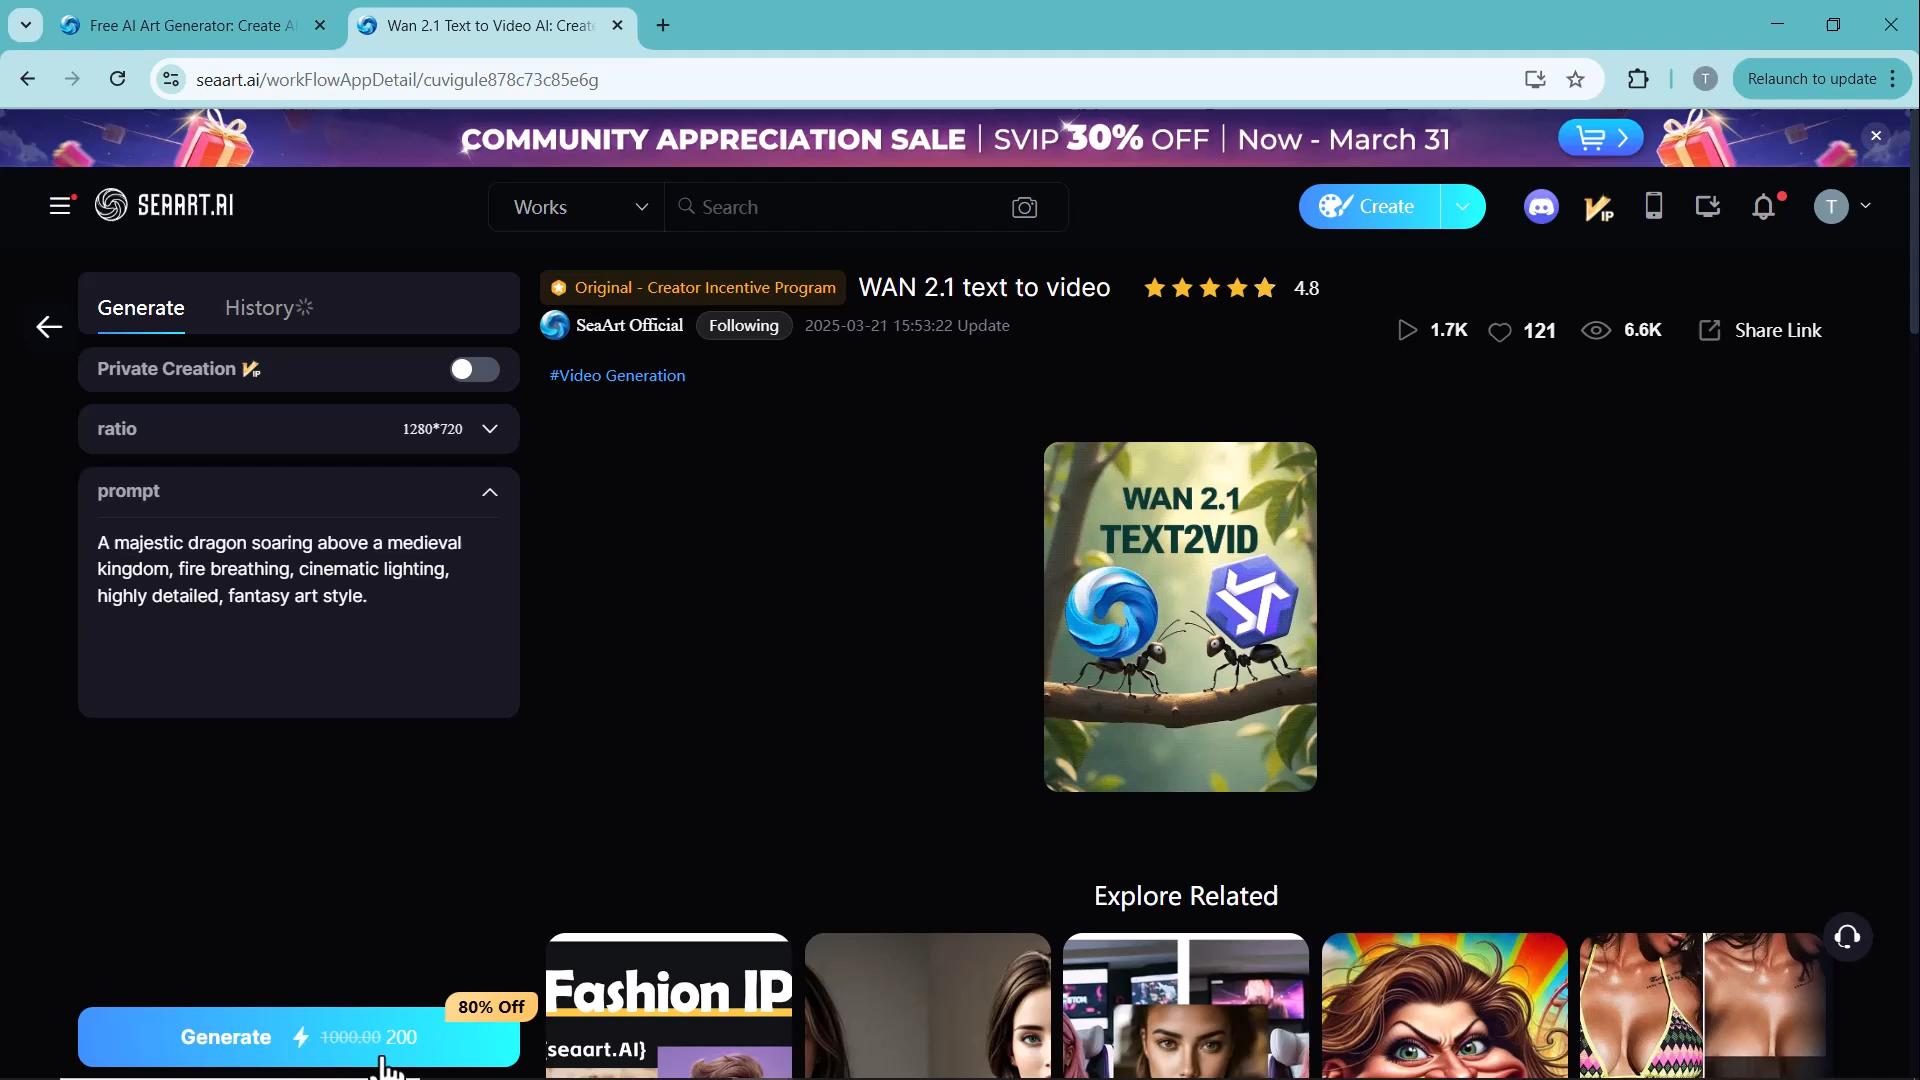 Free AI Art Generator: Create A
Wan 2.1 Text to Video AI: Create
seaart.ai/workFlowAppDetail/cuvigule878c73c85e6g
T
Relaunch to update
COMMUNITY APPRECIATION SALE | SVIP 30% OFF | Now - March 31
SEAART.AI
Works
Search
Create
VIP
T
Generate
History
Original - Creator Incentive Program
WAN 2.1 text to video
4.8
SeaArt Official
Following
2025-03-21 15:53:22 Update
1.7K
121
6.6K
Share Link
Private Creation VIP
#Video Generation
ratio
1280*720
prompt
A majestic dragon soaring above a medieval
kingdom, fire breathing, cinematic lighting,
highly detailed, fantasy art style.
WAN 2.1
TEXT2VID
Explore Related
Fashion IP
seaart.AI}
80% Off
Generate 1000.00 200